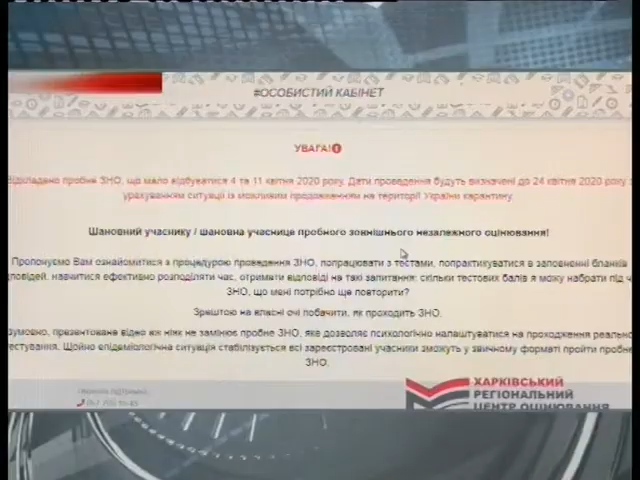 #ОСОБИСТИЙ КАБІНЕТ
УВАГА!
Відкладено пробне ЗНО, що мало відбуватися 4 та 11 квітня 2020 року. Дати проведення будуть визначені до 24 квітня 2020 року з
урахуванням ситуації із можливим продовженням на території України карантину.
Шановний учаснику / шановна учаснице пробного зовнішнього незалежного оцінювання!
Пропонуємо Вам ознайомитися з процедурою проведення ЗНО, попрацювати з тестами, попрактикуватися в заповненні бланків
повідей, навчитися ефективно розподіляти час, отримати відповіді на такі запитання: скільки тестових балів я можу набрати під ч
ЗНО, що мені потрібно ще повторити?
Зрештою на власні очі побачити, як проходить ЗНО.
зумовно, презентоване відео аж ніяк не замінює пробне ЗНО, яке дозволяє психологічно налаштуватися на проходження реально
тестування. Щойно епідеміологічна ситуація стабілізується всі зареєстровані учасники зможуть у звичному форматі пройти пробне
ЗНО.
ХАРКІВСЬКИЙ
РЕГІОНАЛЬНИЙ
ЦЕНТР ОЦІНЮВАННЯ